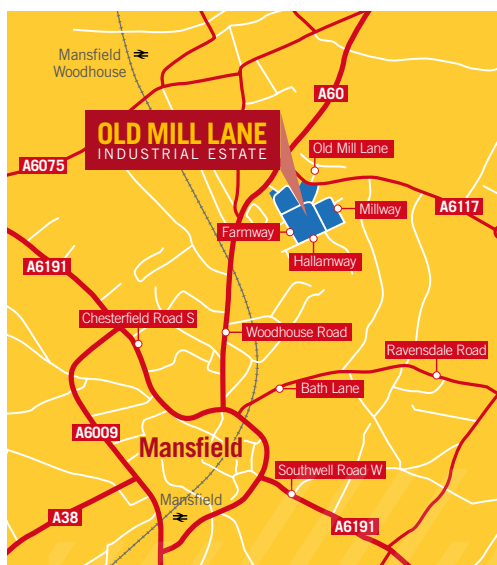 Mansfield
Woodhouse
A60
OLD MILL LANE
INDUSTRIAL ESTATE
Old Mill Lane
A6075
Millway
A6117
Farmway
Hallamway
A6191
Chesterfield Road S
Woodhouse Road
Ravensdale Road
Bath Lane
A6009
Mansfield
Southwell Road W
Mansfield
A38
A6191